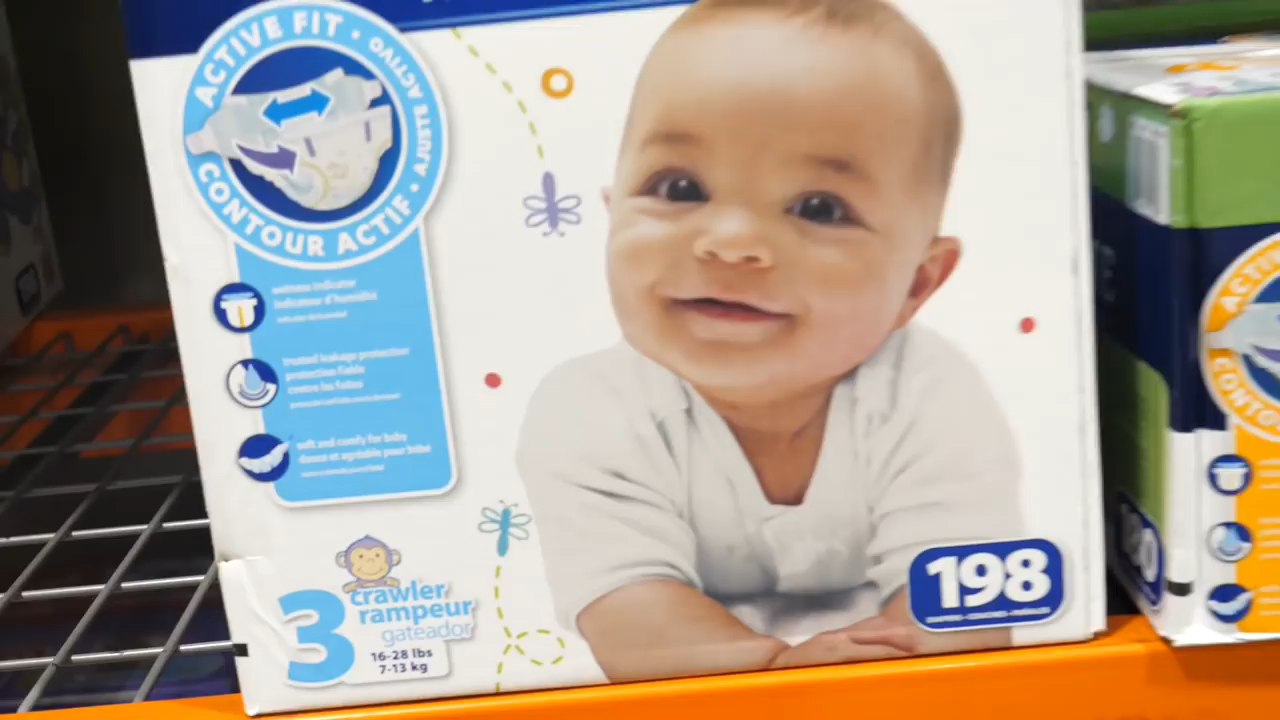 ACTIVE FIT • AJUSTE ACTIVO • CONTOUR ACTIF
wetness indicator
indicateur d'humidité
trusted leakage protection
protection fiable
contre les fuites
soft and comfy for baby
doux et agréable pour bébé
3
crawler
rampeur
gateador
16-28 lbs
7-13 kg
198